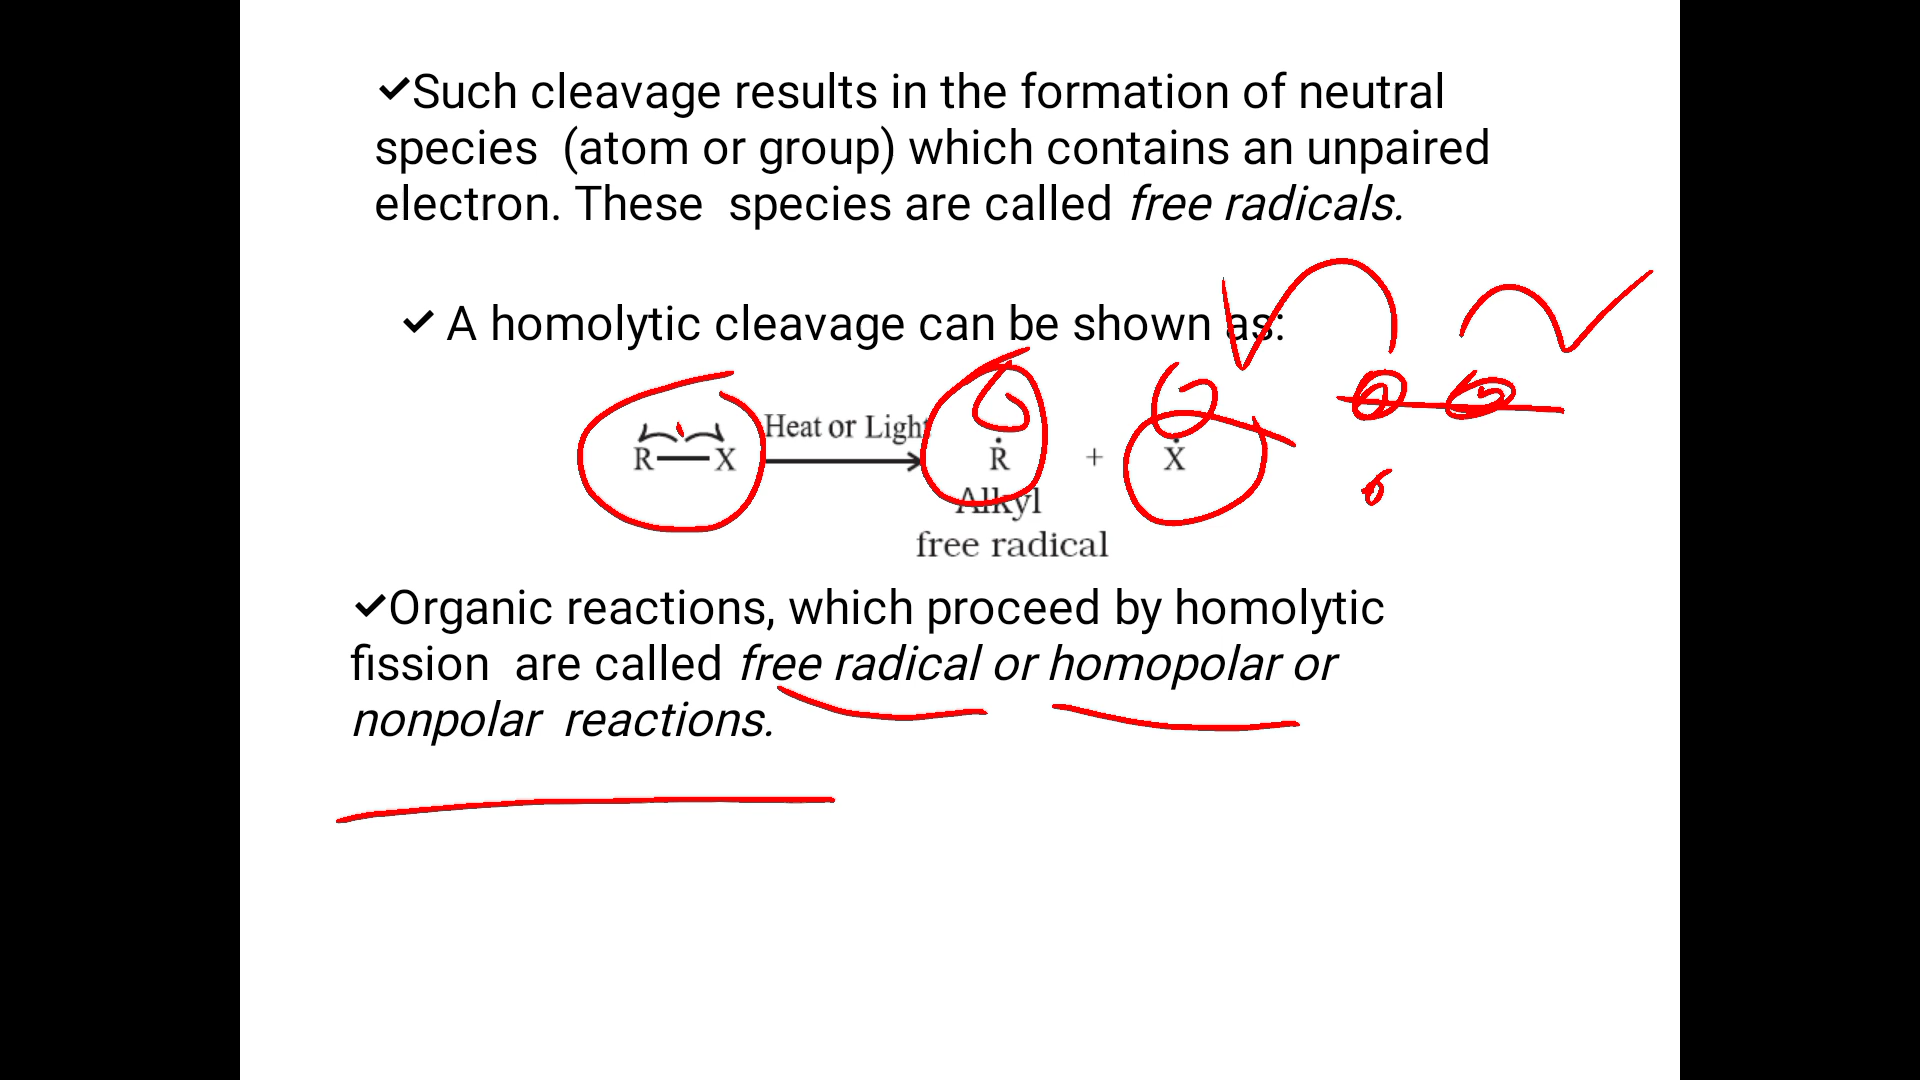 ✓Such cleavage results in the formation of neutral
species (atom or group) which contains an unpaired
electron. These species are called free radicals.
✓ A homolytic cleavage can be shown as:
Heat or Light
R—X Ṙ + Ẋ
Alkyl
free radical
✓Organic reactions, which proceed by homolytic
fission are called free radical or homopolar or
nonpolar reactions.